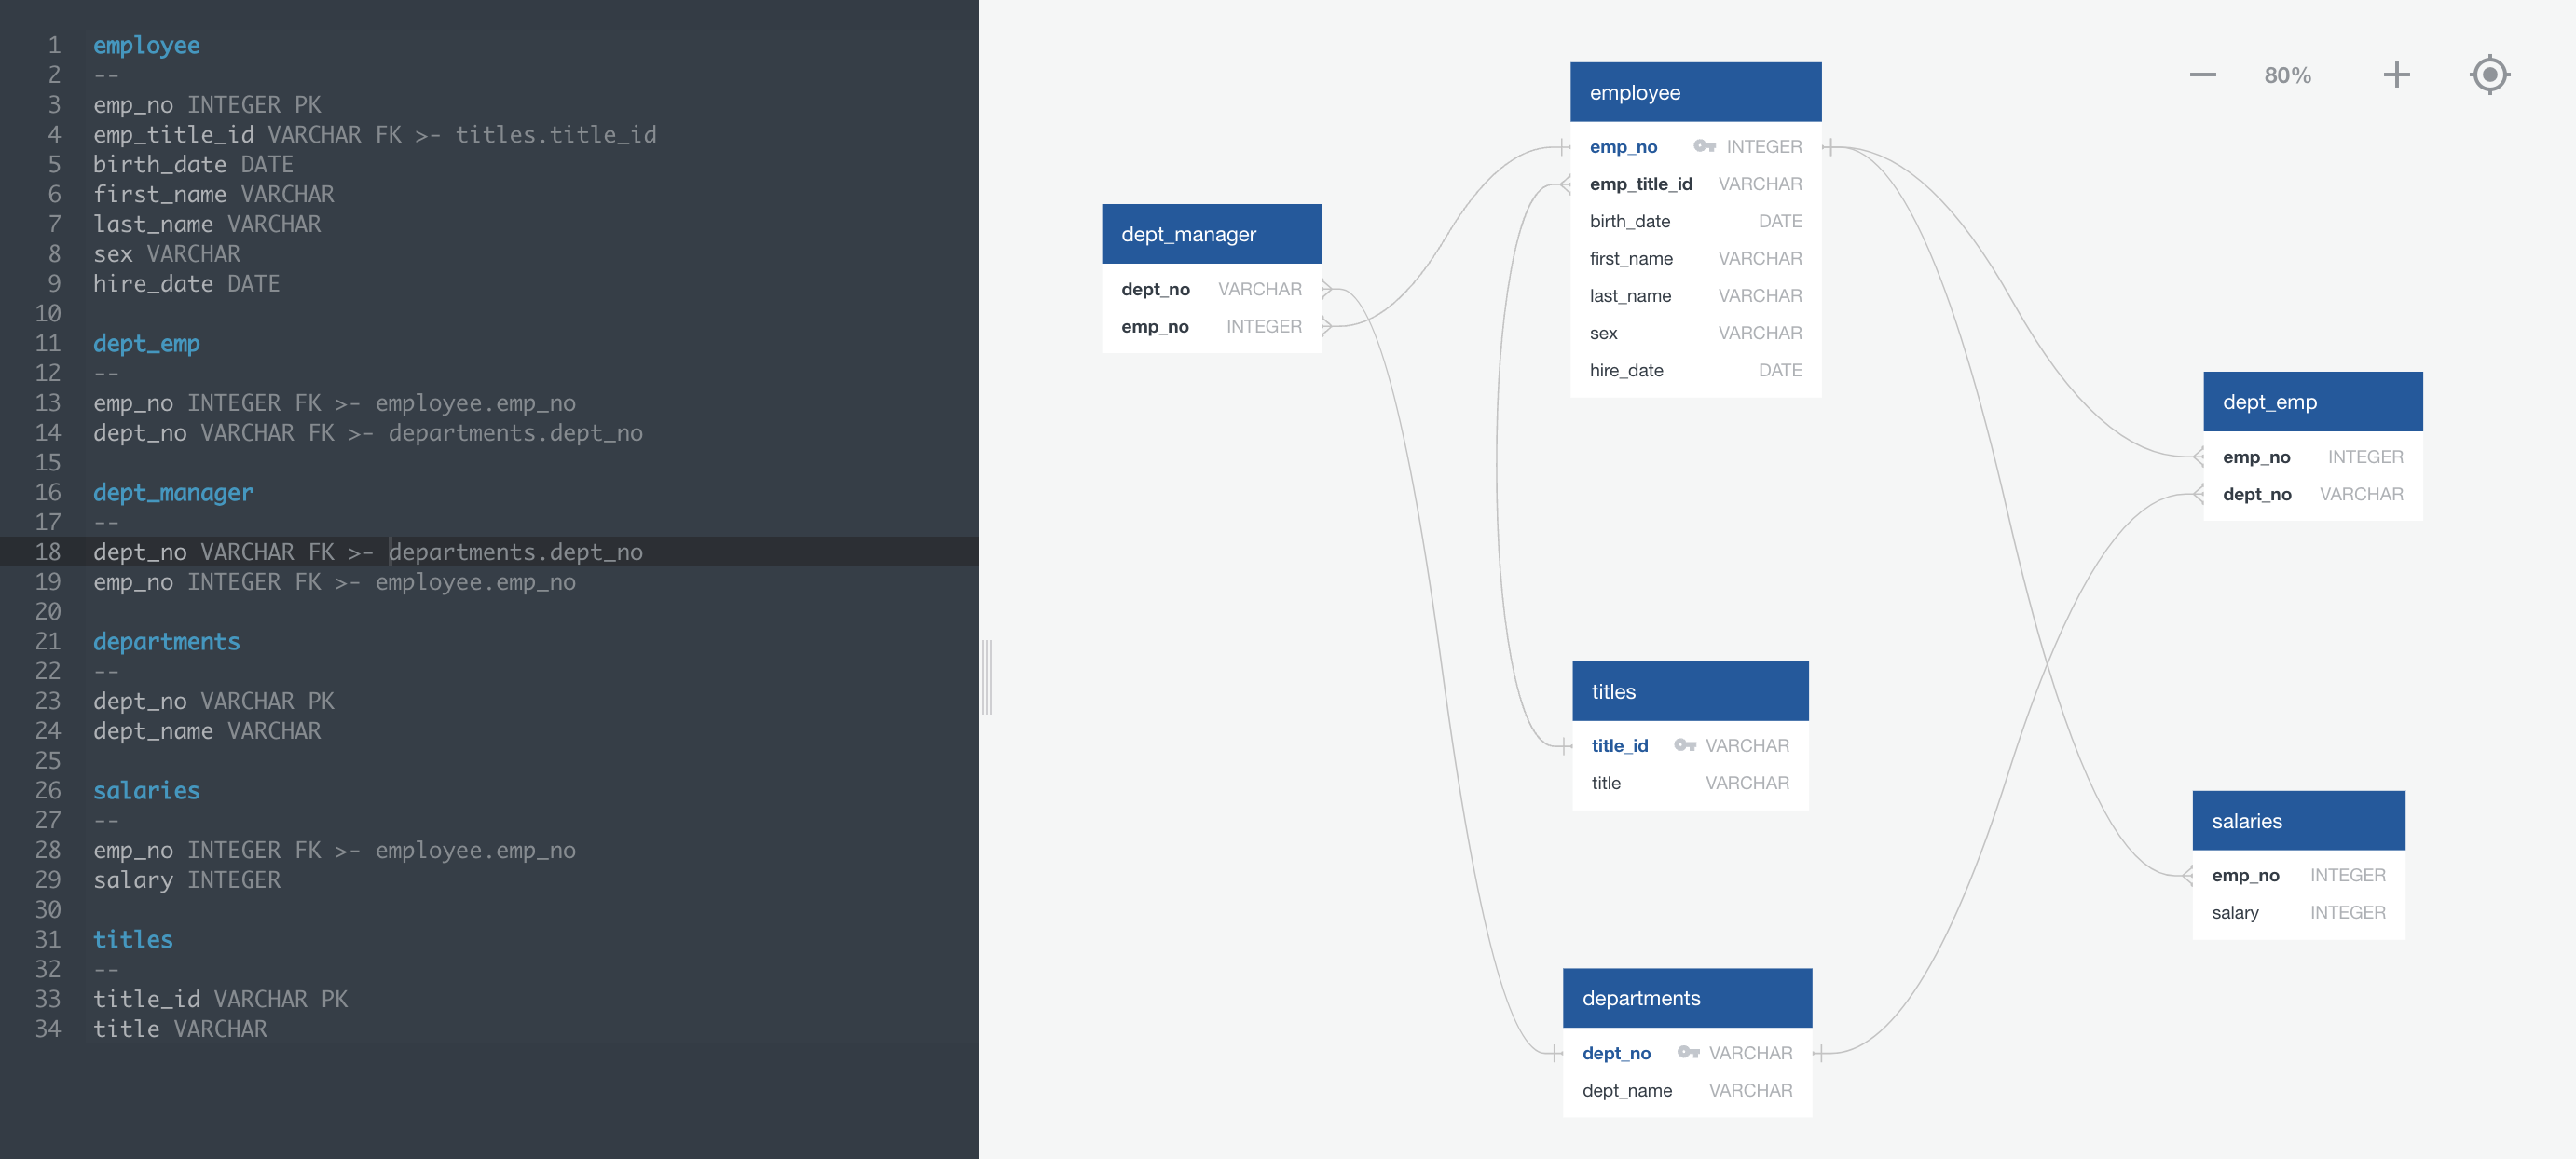 1 employee
2 --
3 emp_no INTEGER PK
4 emp_title_id VARCHAR FK >- titles.title_id
5 birth_date DATE
6 first_name VARCHAR
7 last_name VARCHAR
8 sex VARCHAR
9 hire_date DATE
10
11 dept_emp
12 --
13 emp_no INTEGER FK >- employee.emp_no
14 dept_no VARCHAR FK >- departments.dept_no
15
16 dept_manager
17 --
18 dept_no VARCHAR FK >- departments.dept_no
19 emp_no INTEGER FK >- employee.emp_no
20
21 departments
22 --
23 dept_no VARCHAR PK
24 dept_name VARCHAR
25
26 salaries
27 --
28 emp_no INTEGER FK >- employee.emp_no
29 salary INTEGER
30
31 titles
32 --
33 title_id VARCHAR PK
34 title VARCHAR
80%
employee
emp_no INTEGER
emp_title_id VARCHAR
birth_date DATE
first_name VARCHAR
last_name VARCHAR
sex VARCHAR
hire_date DATE
dept_manager
dept_no VARCHAR
emp_no INTEGER
dept_emp
emp_no INTEGER
dept_no VARCHAR
titles
title_id VARCHAR
title VARCHAR
salaries
emp_no INTEGER
salary INTEGER
departments
dept_no VARCHAR
dept_name VARCHAR